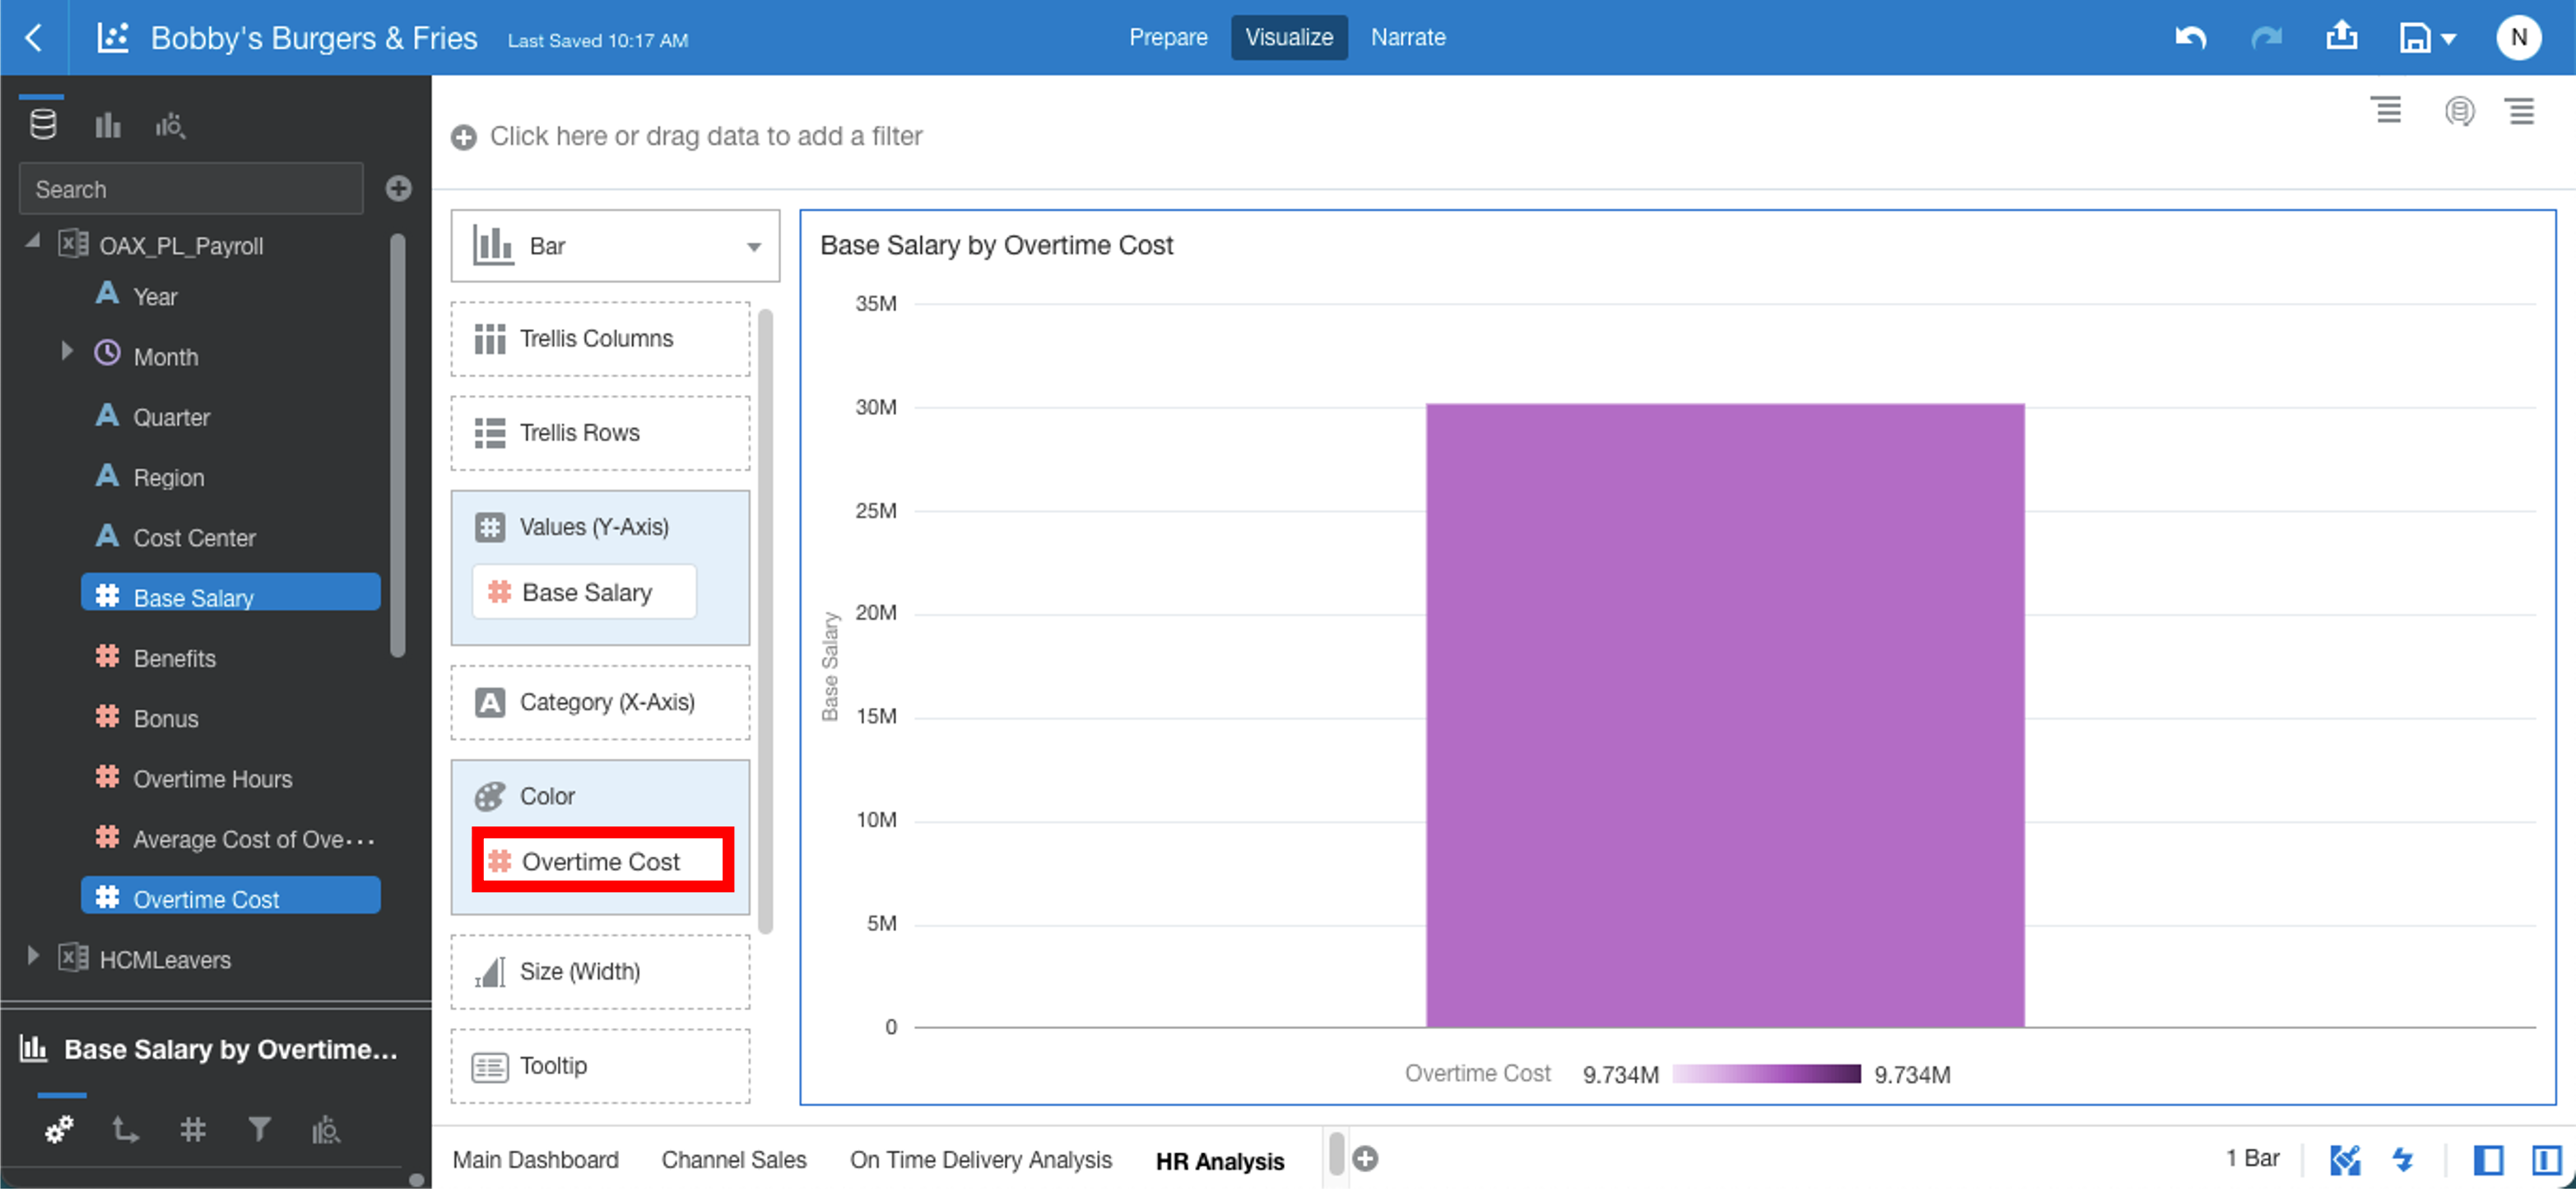 Bobby's Burgers & Fries Last Saved 10:17 AM Prepare Visualize Narrate N
Click here or drag data to add a filter
Search
OAX_PL_Payroll
Year
Month
Quarter
Region
Cost Center
Base Salary
Benefits
Bonus
Overtime Hours
Average Cost of Ove...
Overtime Cost
HCMLeavers
Base Salary by Overtime...
Bar
Trellis Columns
Trellis Rows
Values (Y-Axis)
Base Salary
Category (X-Axis)
Color
Overtime Cost
Size (Width)
Tooltip
Base Salary by Overtime Cost
35M
30M
25M
20M
15M
10M
5M
0
Base Salary
Overtime Cost 9.734M 9.734M
Main Dashboard Channel Sales On Time Delivery Analysis HR Analysis 1 Bar